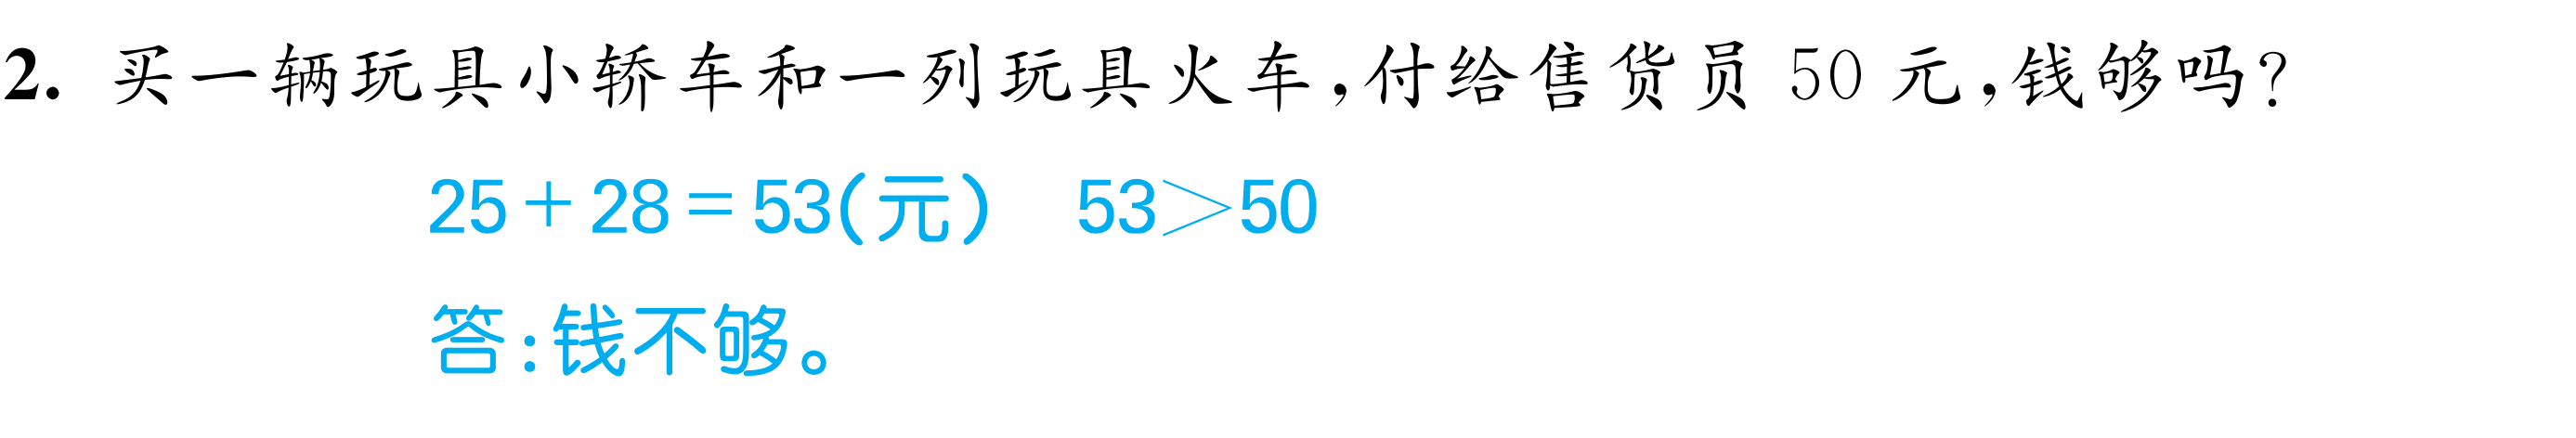 2. 买一辆玩具小轿车和一列玩具火车,付给售货员 50 元,钱够吗?
25+28=53(元) 53>50
答:钱不够。